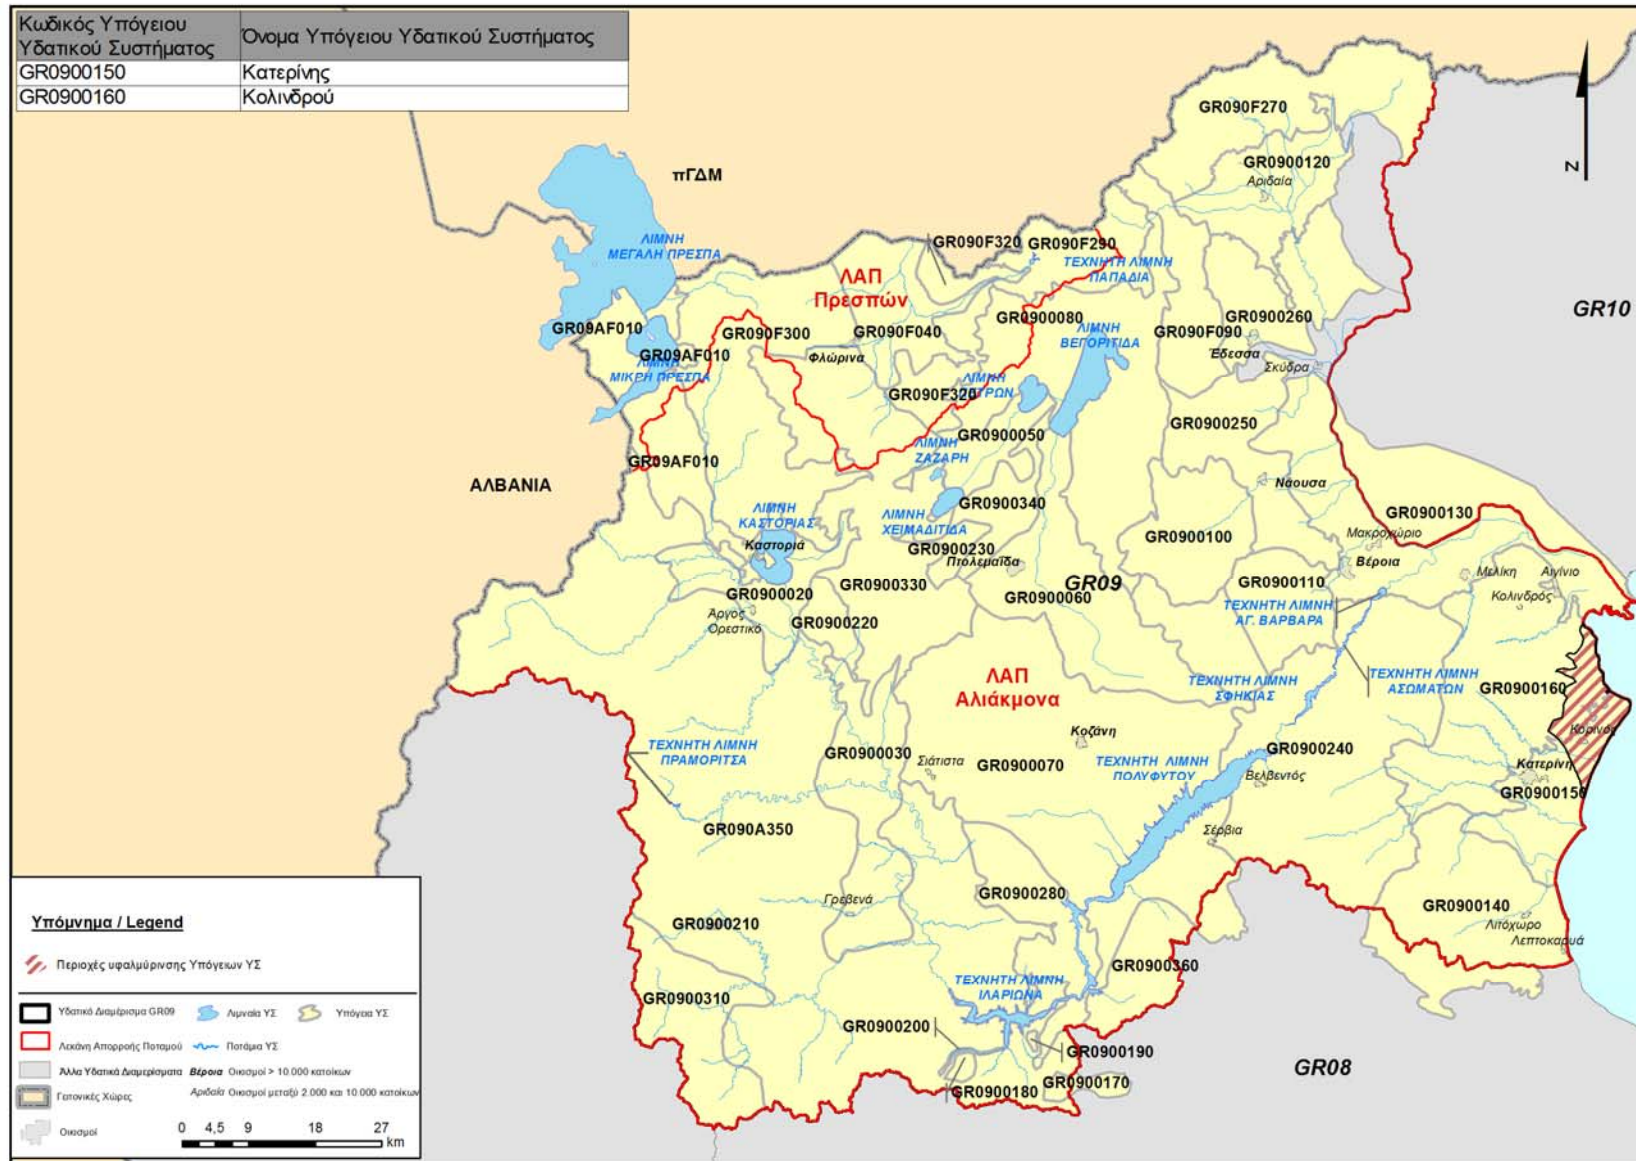 Κωδικός Υπόγειου
Υδατικού Συστήματος
Όνομα Υπόγειου Υδατικού Συστήματος
GR0900150 Κατερίνης
GR0900160 Κολινδρού
πΓΔΜ
ΑΛΒΑΝΙΑ
GR10
GR09
GR08
Z
ΛΑΠ
Πρεσπών
ΛΑΠ
Αλιάκμονα
GR090F270
GR0900120
Αριδαία
GR090F320
GR090F290
ΤΕΧΝΗΤΗ ΛΙΜΝΗ
ΠΑΠΑΔΙΑ
ΛΙΜΝΗ
ΜΕΓΑΛΗ ΠΡΕΣΠΑ
GR09AF010
GR09AF010
ΛΙΜΝΗ
ΜΙΚΡΗ ΠΡΕΣΠΑ
GR090F300
GR090F040
Φλώρινα
GR0900080
ΛΙΜΝΗ
ΒΕΓΟΡΙΤΙΔΑ
GR090F090
GR0900260
Έδεσσα
Σκύδρα
GR090F320
ΛΙΜΝΗ
GR0900050
GR0900250
ΛΙΜΝΗ
ΖΑΖΑΡΗ
GR09AF010
Νάουσα
ΛΙΜΝΗ
ΚΑΣΤΟΡΙΑΣ
Καστοριά
ΛΙΜΝΗ
ΧΕΙΜΑΔΙΤΙΔΑ
GR0900340
GR0900130
Μακροχώριο
GR0900100
Βέροια
GR0900230
Πτολεμαΐδα
GR0900330
GR0900060
GR0900110
Μελίκη
Αιγίνιο
Κολινδρός
GR0900020
Άργος
Ορεστικό
GR0900220
ΤΕΧΝΗΤΗ ΛΙΜΝΗ
ΑΓ. ΒΑΡΒΑΡΑ
ΤΕΧΝΗΤΗ ΛΙΜΝΗ
ΣΦΗΚΙΑΣ
ΤΕΧΝΗΤΗ ΛΙΜΝΗ
ΑΣΩΜΑΤΩΝ
GR0900160
Κορινός
ΤΕΧΝΗΤΗ ΛΙΜΝΗ
ΠΡΑΜΟΡΙΤΣΑ
GR0900030
Σιάτιστα
Κοζάνη
GR0900070
ΤΕΧΝΗΤΗ ΛΙΜΝΗ
ΠΟΛΥΦΥΤΟΥ
GR0900240
Βελβεντός
Κατερίνη
GR0900150
GR090A350
Σέρβια
Γρεβενά
GR0900280
GR0900140
Λιτόχωρο
Λεπτοκαρυά
GR0900210
GR0900360
GR0900310
ΤΕΧΝΗΤΗ ΛΙΜΝΗ
ΙΛΑΡΙΩΝΑ
GR0900200
GR0900190
GR0900180
GR0900170
Υπόμνημα / Legend
Περιοχές υφαλμύρινσης Υπόγειων ΥΣ
Υδατικό Διαμέρισμα GR09 Λιμναία ΥΣ Υπόγεια ΥΣ
Λεκάνη Απορροής Ποταμού Ποτάμια ΥΣ
Άλλα Υδατικά Διαμερίσματα Βέροια Οικισμοί > 10.000 κατοίκων
Γειτονικές Χώρες Αριδαία Οικισμοί μεταξύ 2.000 και 10.000 κατοίκων
Οικισμοί
0 4,5 9 18 27
km